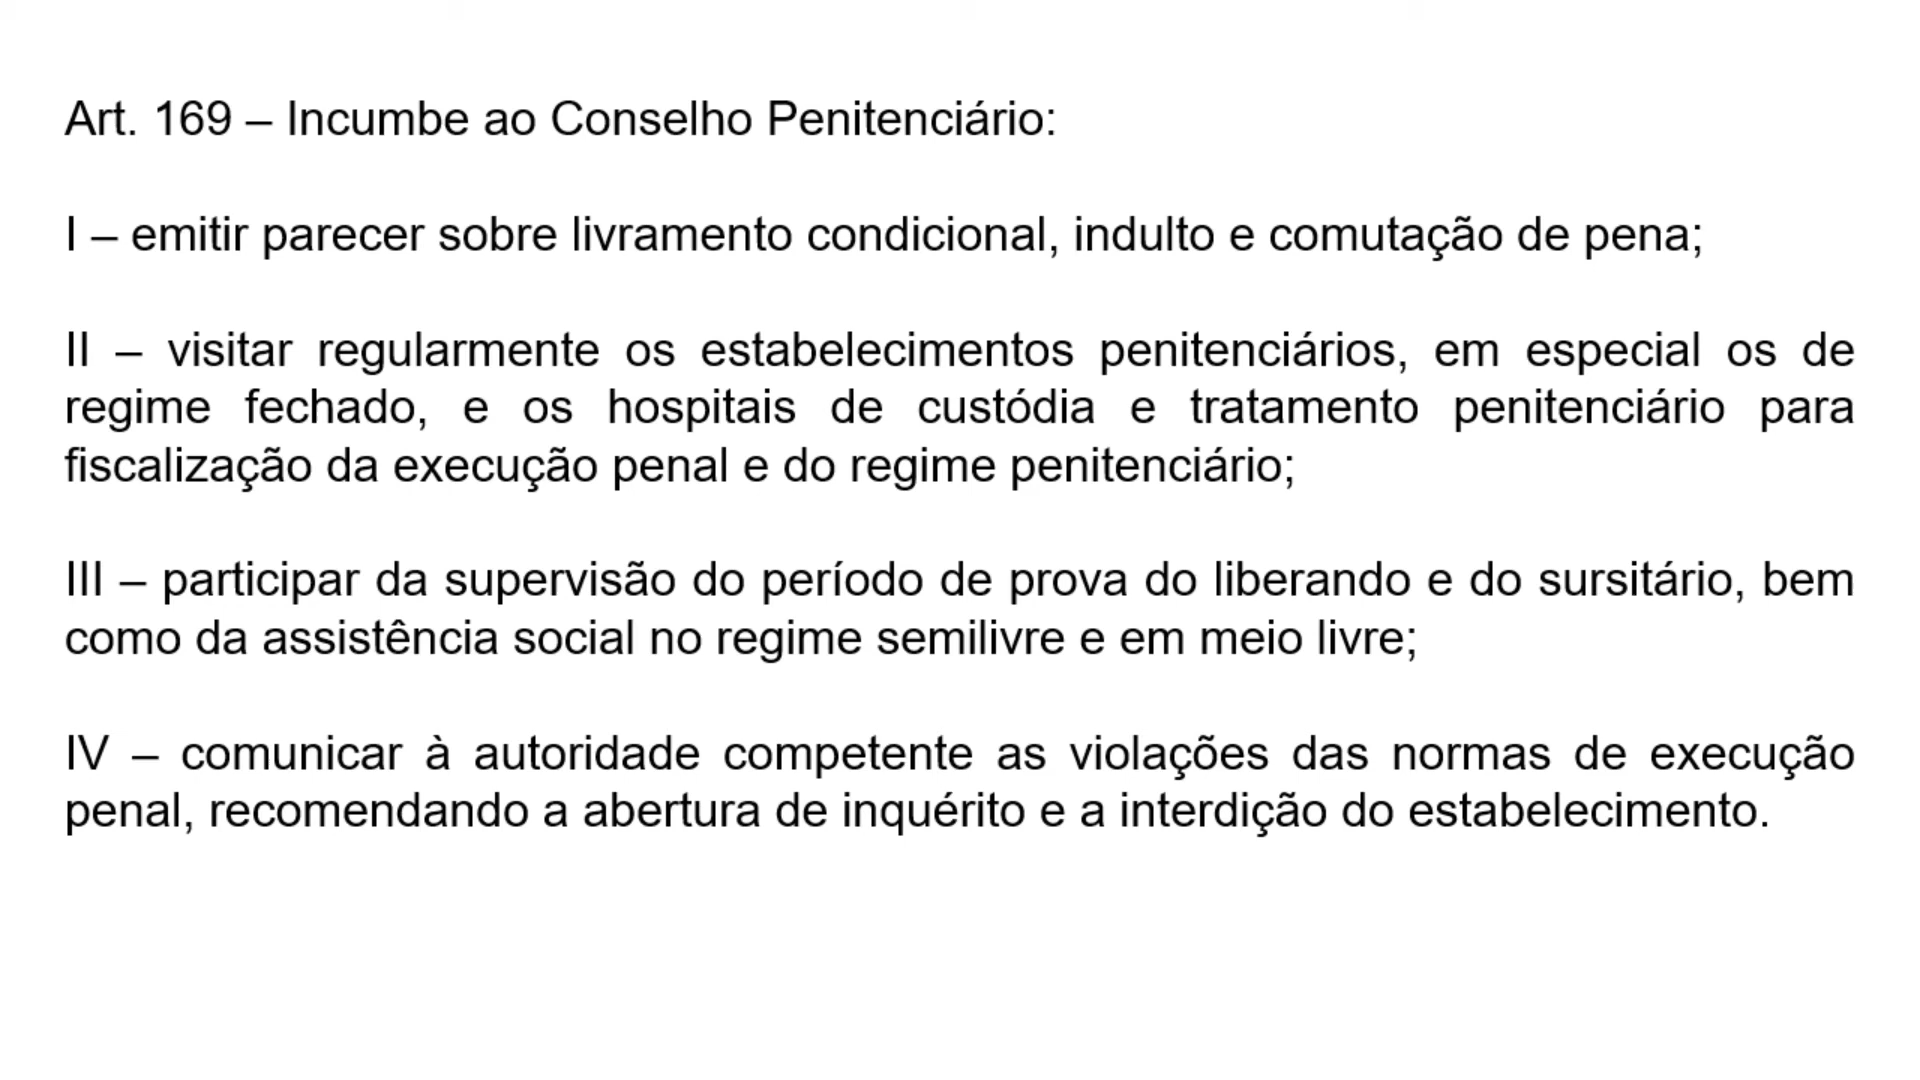 Art. 169 – Incumbe ao Conselho Penitenciário:
I – emitir parecer sobre livramento condicional, indulto e comutação de pena;
II – visitar regularmente os estabelecimentos penitenciários, em especial os de
regime fechado, e os hospitais de custódia e tratamento penitenciário para
fiscalização da execução penal e do regime penitenciário;
III – participar da supervisão do período de prova do liberando e do sursitário, bem
como da assistência social no regime semilivre e em meio livre;
IV – comunicar à autoridade competente as violações das normas de execução
penal, recomendando a abertura de inquérito e a interdição do estabelecimento.